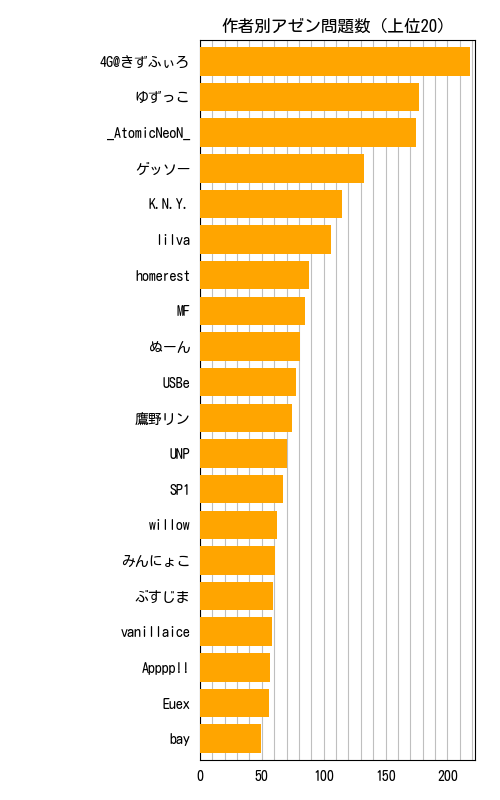 作者別アゼン問題数 (上位20)
4G@きずふぃろ
ゆずっこ
_AtomicNeoN_
ゲッソー
K.N.Y.
lilva
homerest
MF
ぬーん
USBe
鷹野リン
UNP
SP1
willow
みんにょこ
ぶすじま
vanillaice
Appppll
Euex
bay
0 50 100 150 200